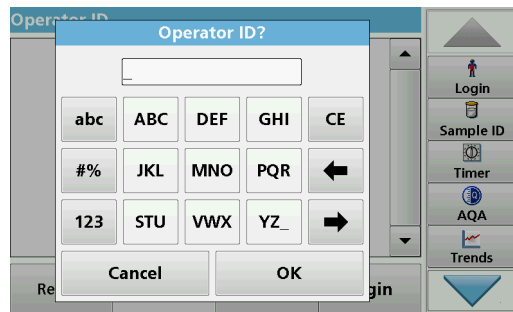 Operator ID
Operator ID?
_
abc ABC DEF GHI CE
#% JKL MNO PQR
123 STU VWX YZ_
Cancel OK
Re
gin
Login
Sample ID
Timer
AQA
Trends